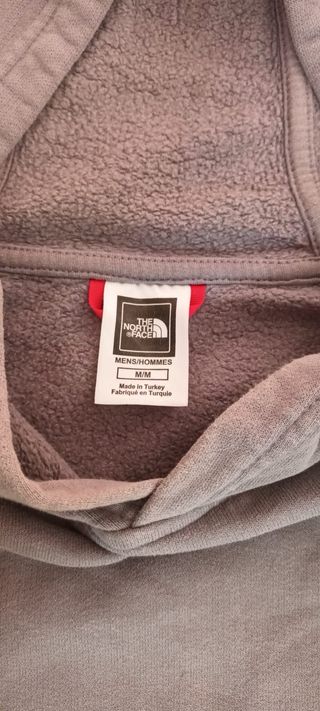 THE
NORTH
FACE
MENS/HOMMES
M/M
Made in Turkey
Fabriqué en Turquie